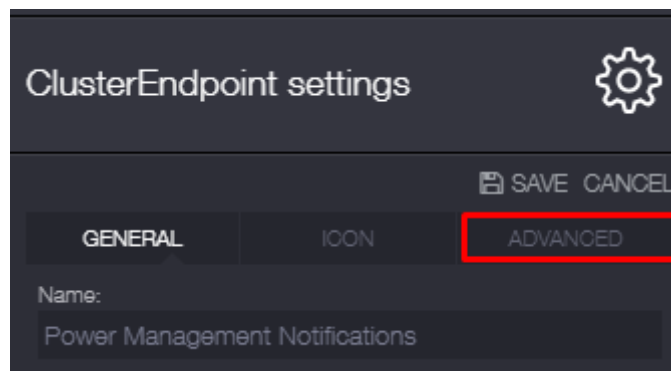 ClusterEndpoint settings
SAVE CANCEL
GENERAL ICON ADVANCED
Name:
Power Management Notifications